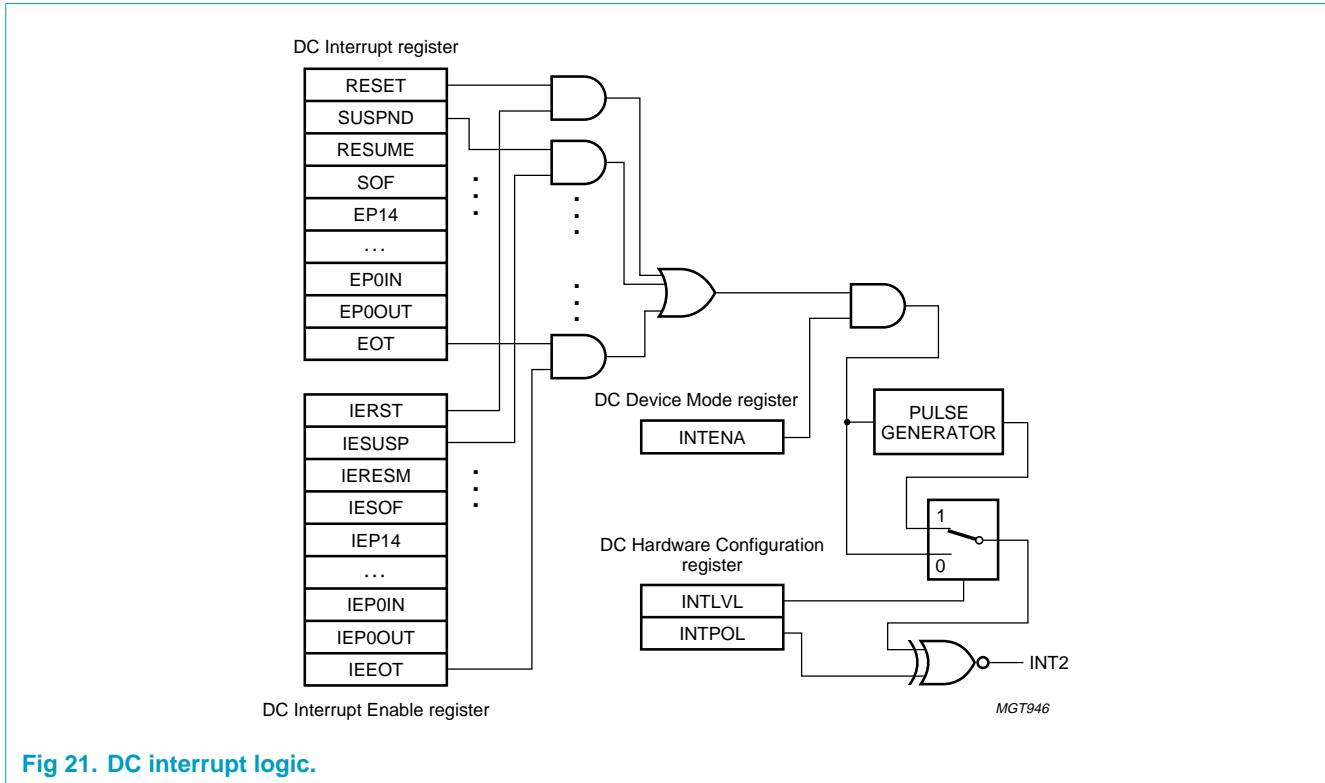 DC Interrupt register
RESET
SUSPND
RESUME
SOF
EP14
...
EP0IN
EP0OUT
EOT
IERST
IESUSP
IERESM
IESOF
IEP14
...
IEP0IN
IEP0OUT
IEEOT
DC Interrupt Enable register
DC Device Mode register
INTENA
PULSE
GENERATOR
1
0
DC Hardware Configuration
register
INTLVL
INTPOL
INT2
MGT946
Fig 21. DC interrupt logic.